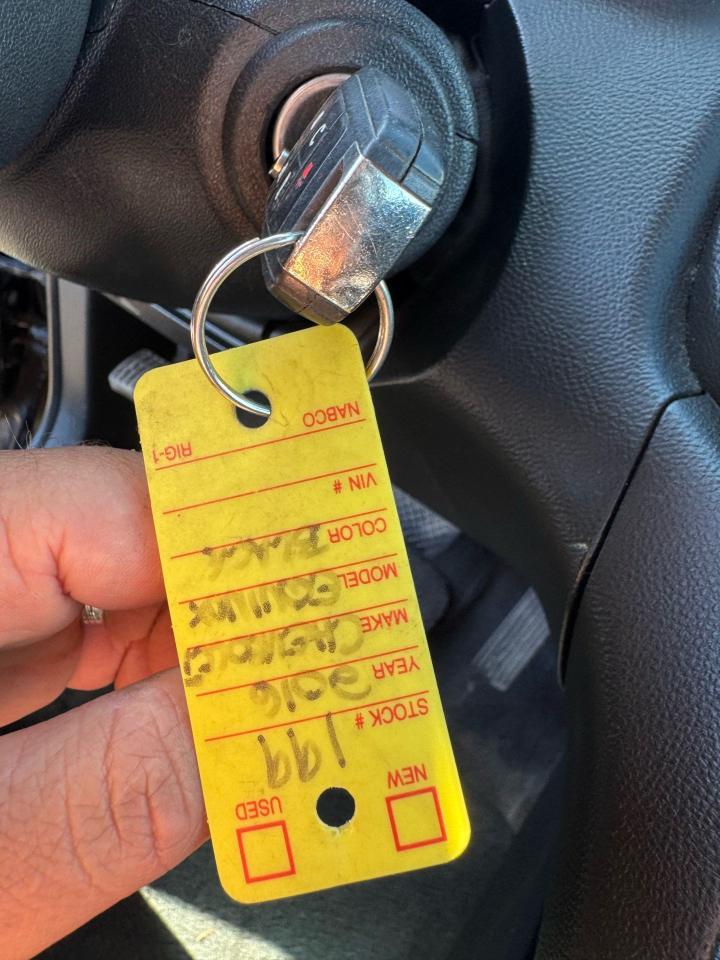 NEW USED
STOCK # 199
YEAR 2016
MAKE CHEVROLET
MODEL EQUINOX
COLOR BLACK
VIN #
NABCO RIG-1